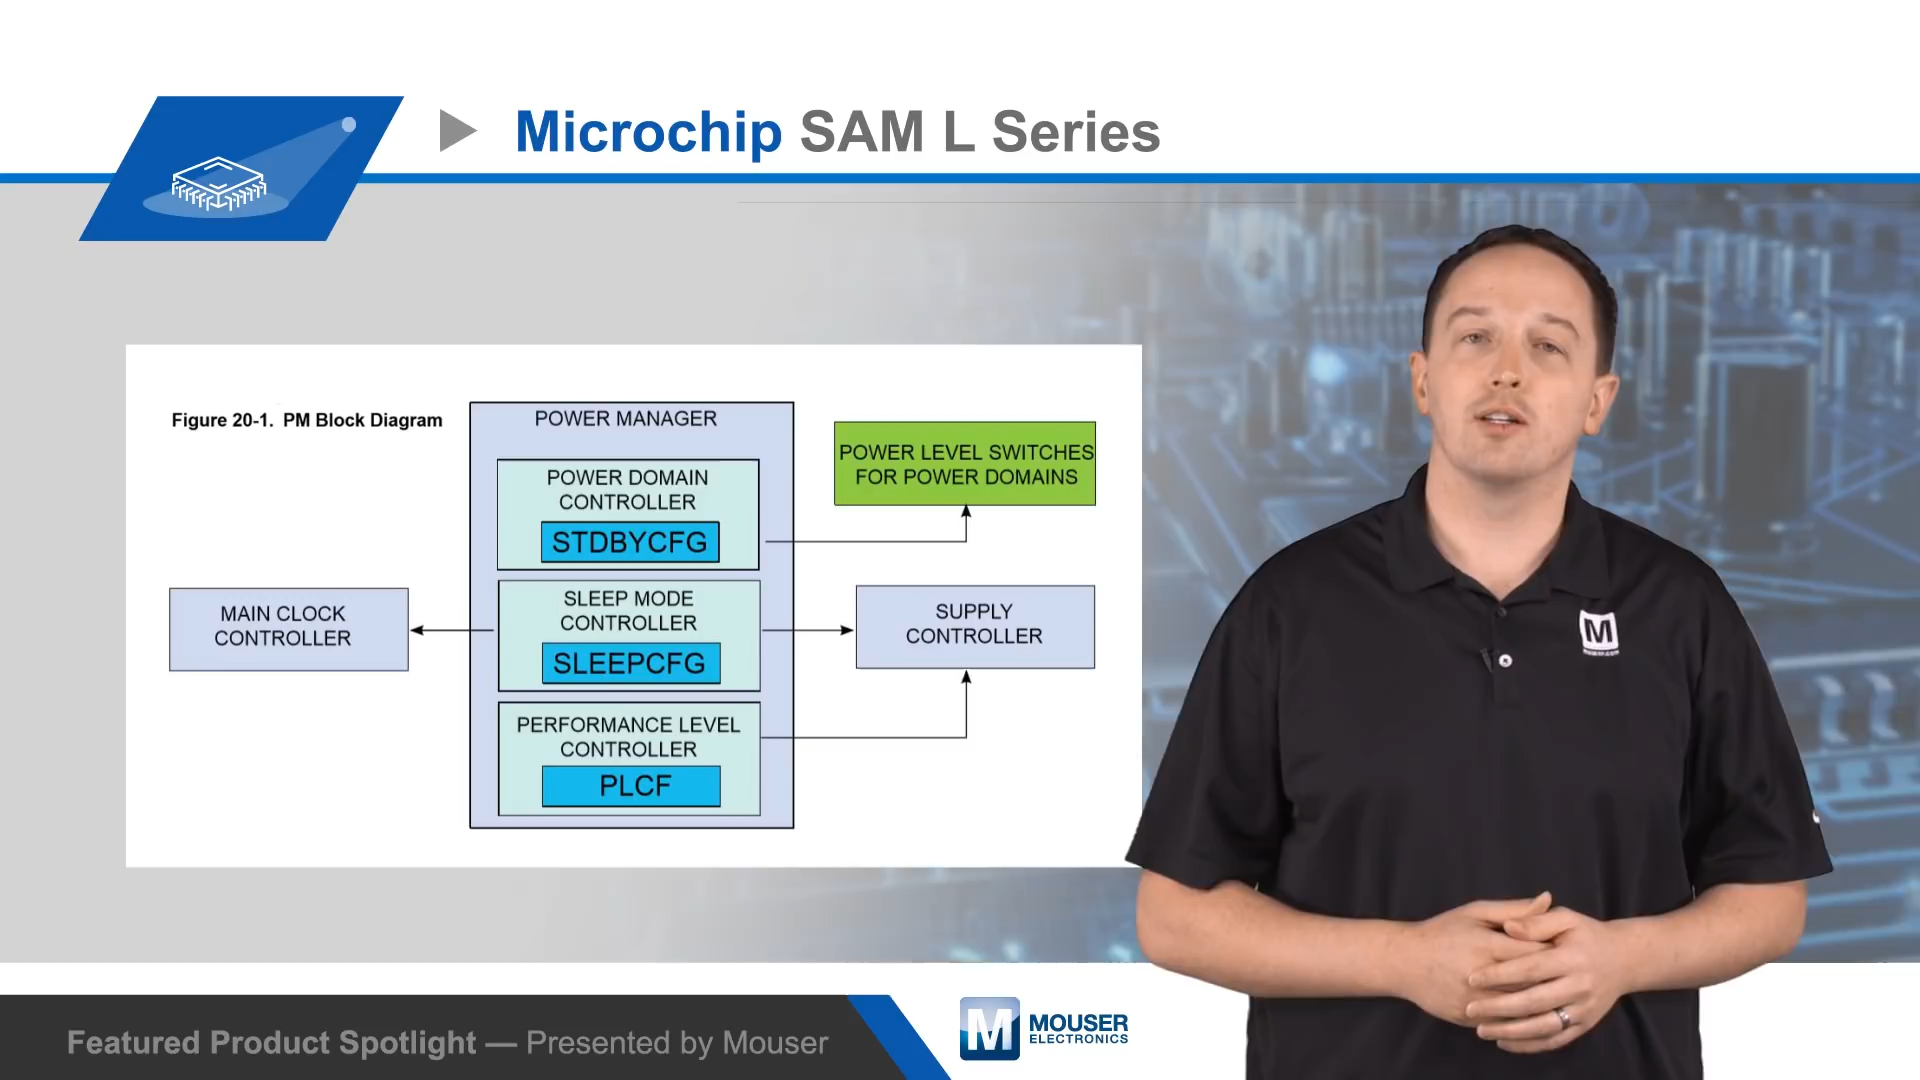 Microchip SAM L Series
Figure 20-1. PM Block Diagram
POWER MANAGER
POWER DOMAIN
CONTROLLER
STDBYCFG
SLEEP MODE
CONTROLLER
SLEEPCFG
PERFORMANCE LEVEL
CONTROLLER
PLCF
MAIN CLOCK
CONTROLLER
POWER LEVEL SWITCHES
FOR POWER DOMAINS
SUPPLY
CONTROLLER
M
Featured Product Spotlight — Presented by Mouser
M MOUSER
ELECTRONICS